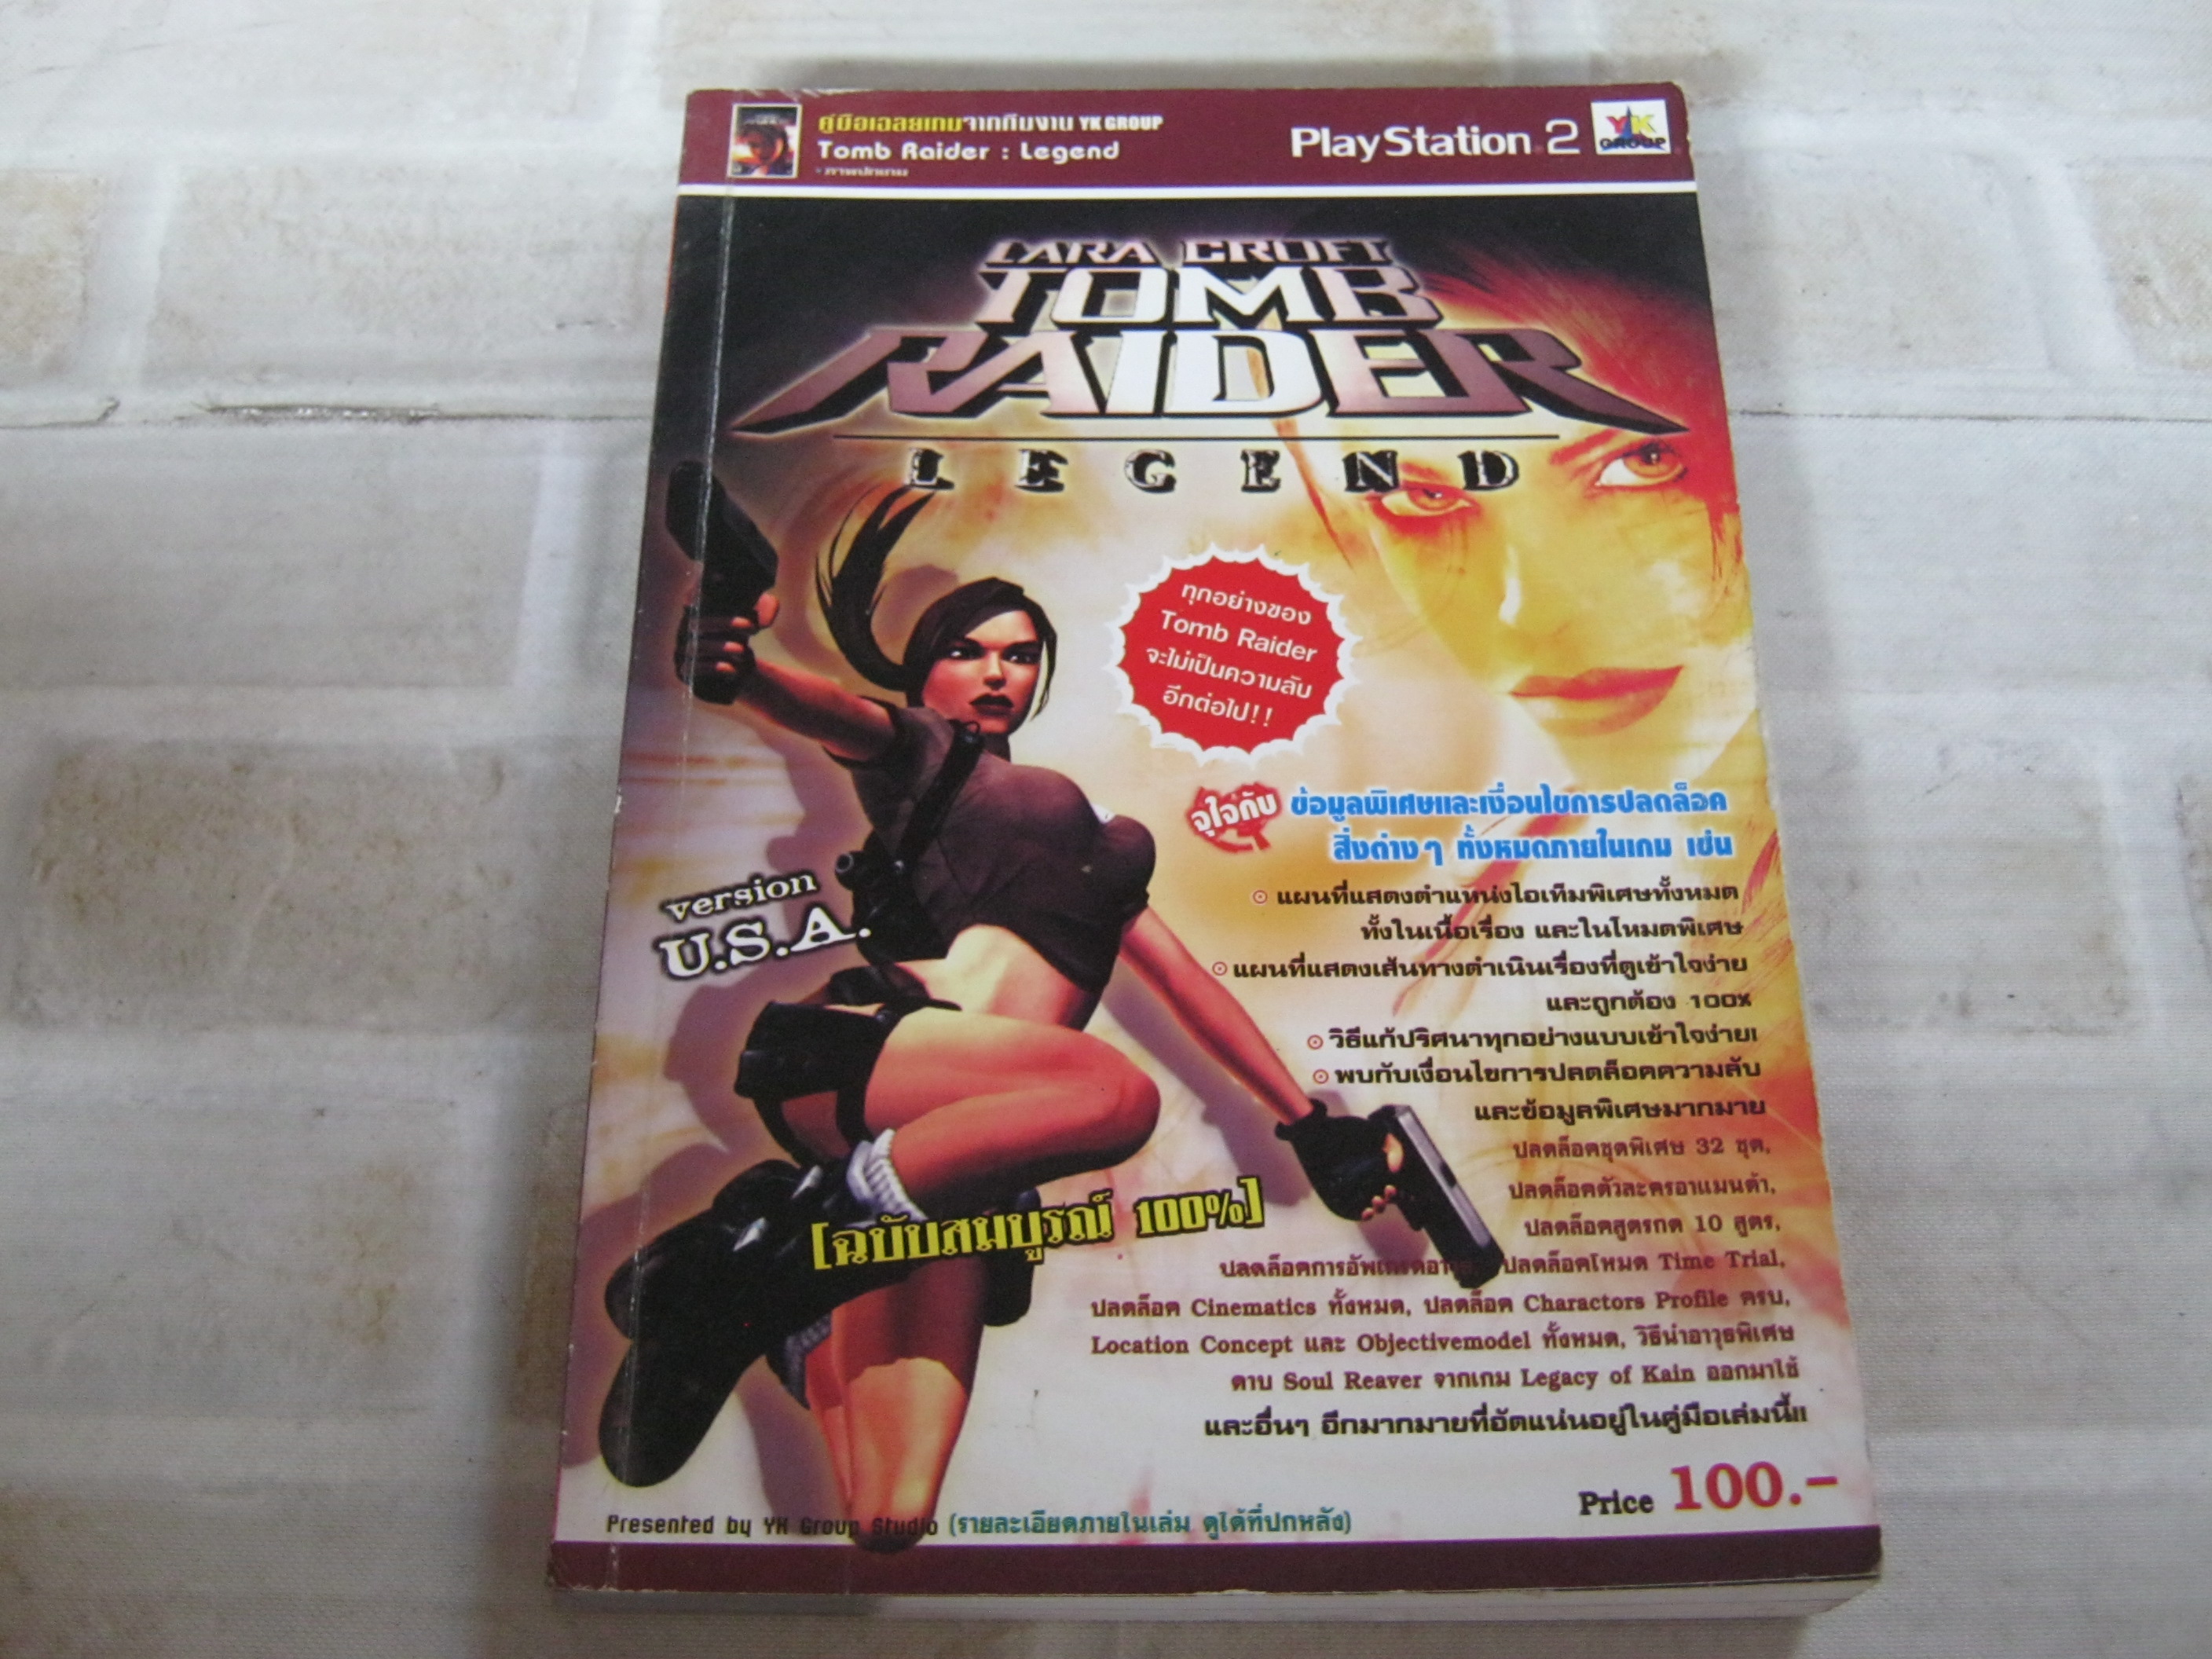 คู่มือเฉลยเกมจากทีมงาน YK GROUP
Tomb Raider : Legend
PlayStation 2
YK
GROUP
LARA CROFT
TOMB
RAIDER
LEGEND
ทุกอย่างของ
Tomb Raider
จะไม่เป็นความลับ
อีกต่อไป!!
จุใจกับ ข้อมูลพิเศษและเงื่อนไขการปลดล็อค
สิ่งต่าง ๆ ทั้งหมดภายในเกม เช่น
แผนที่แสดงตำแหน่งไอเท็มพิเศษทั้งหมด
ทั้งในเนื้อเรื่อง และในโหมดพิเศษ
แผนที่แสดงเส้นทางดำเนินเรื่องที่ดูเข้าใจง่าย
และถูกต้อง 100%
วิธีแก้ปริศนาทุกอย่างแบบเข้าใจง่าย!
พบกับเงื่อนไขการปลดล็อคความลับ
และข้อมูลพิเศษมากมาย
ปลดล็อคชุดพิเศษ 32 ชุด,
ปลดล็อคตัวละครอาแมนด้า,
ปลดล็อคสูตรกด 10 สูตร,
ปลดล็อคการอัพเกรดอาวุธ, ปลดล็อคโหมด Time Trial,
ปลดล็อค Cinematics ทั้งหมด, ปลดล็อค Charactors Profile ครบ,
Location Concept และ Objectivemodel ทั้งหมด, วิธีนำอาวุธพิเศษ
ดาบ Soul Reaver จากเกม Legacy of Kain ออกมาใช้
และอื่นๆ อีกมากมายที่อัดแน่นอยู่ในคู่มือเล่มนี้!!
version
U.S.A.
[ฉบับสมบูรณ์ 100%]
Price 100.-
Presented by YK Group Studio (รายละเอียดภายในเล่ม ดูได้ที่ปกหลัง)